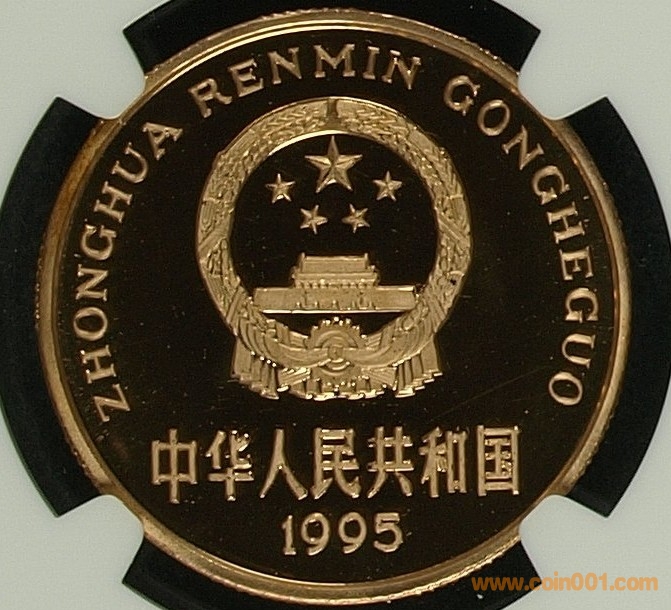 ZHONGHUA RENMIN GONGHEGUO
中华人民共和国
1995
www.coin001.com